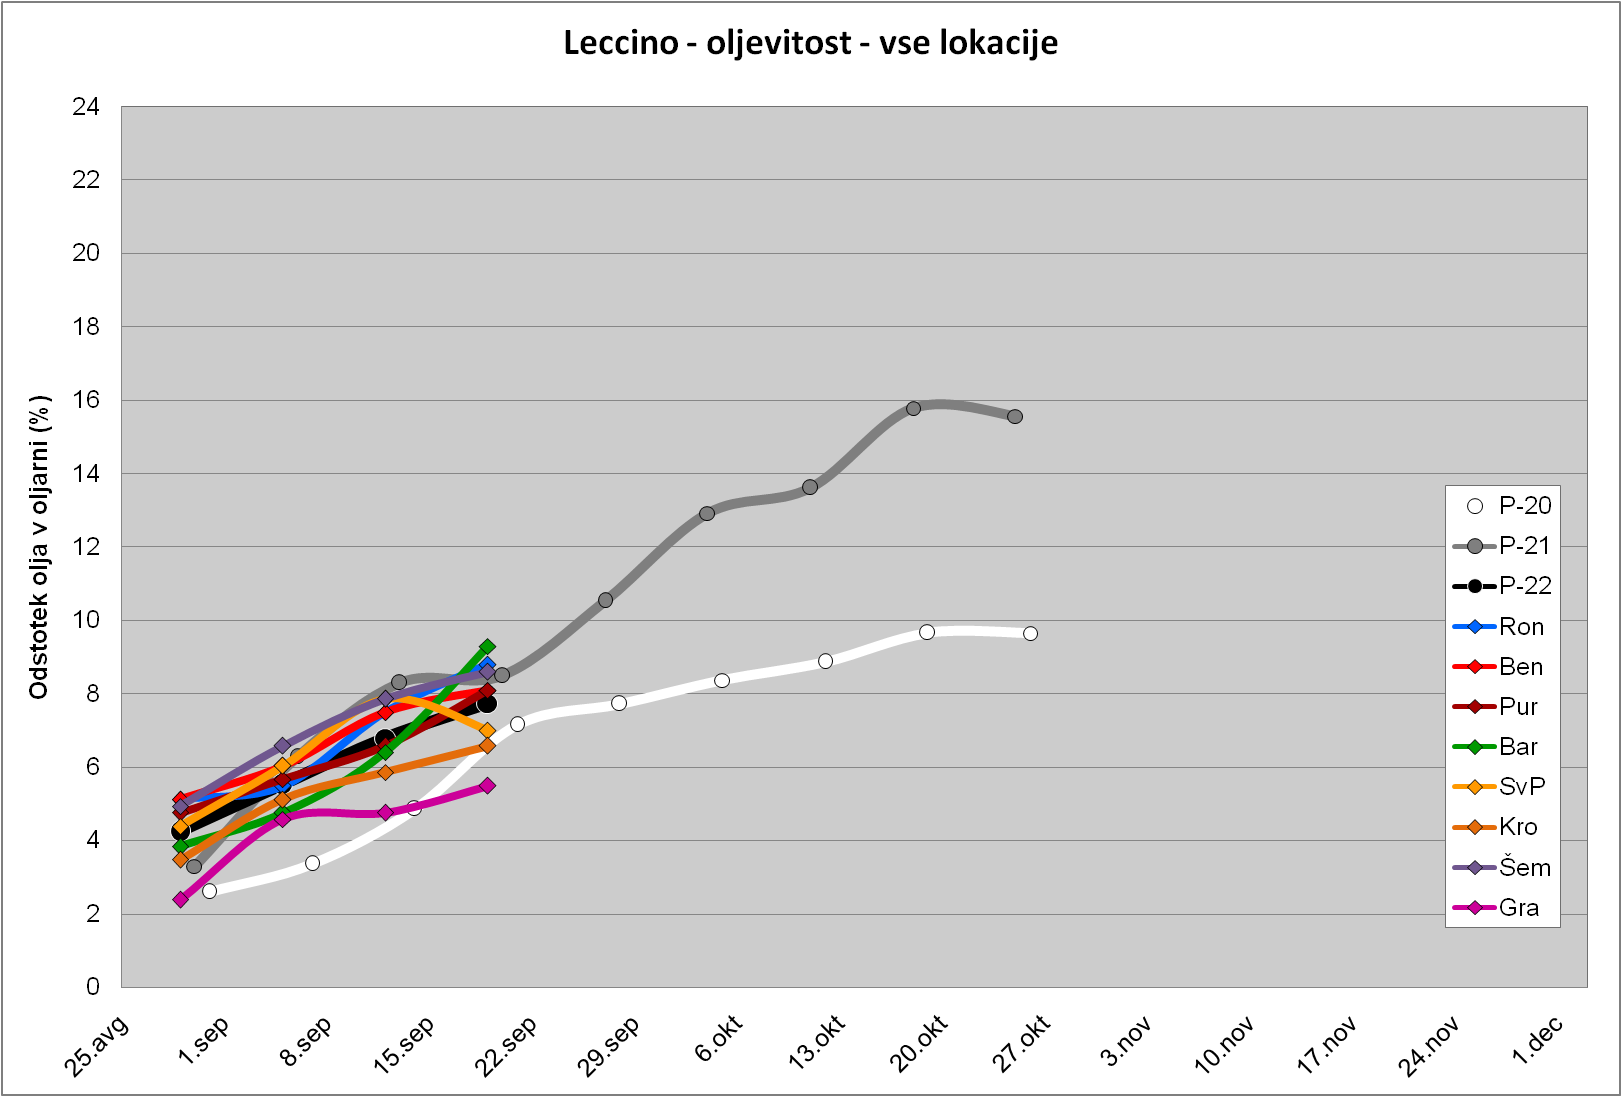 Leccino - oljevitost - vse lokacije
Odstotek olja v oljarni (%)
24
22
20
18
16
14
12
10
8
6
4
2
0
25.avg
1.sep
8.sep
15.sep
22.sep
29.sep
6.okt
13.okt
20.okt
27.okt
3.nov
10.nov
17.nov
24.nov
1.dec
P-20
P-21
P-22
Ron
Ben
Pur
Bar
SvP
Kro
Šem
Gra